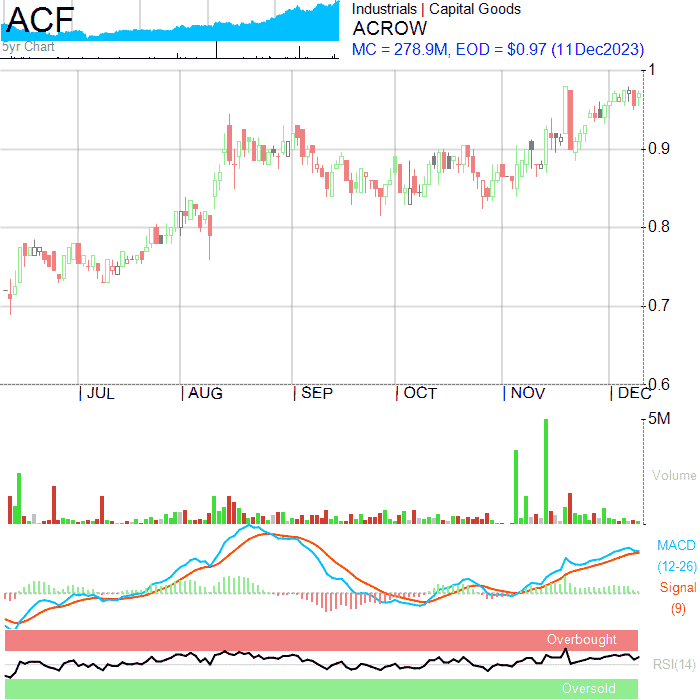 ACF
5yr Chart
Industrials | Capital Goods
ACROW
MC = 278.9M, EOD = $0.97 (11Dec2023)
1
0.9
0.8
0.7
0.6
| JUL | AUG | SEP | OCT | NOV | DEC
5M
Volume
MACD
(12-26)
Signal
(9)
Overbought
RSI(14)
Oversold